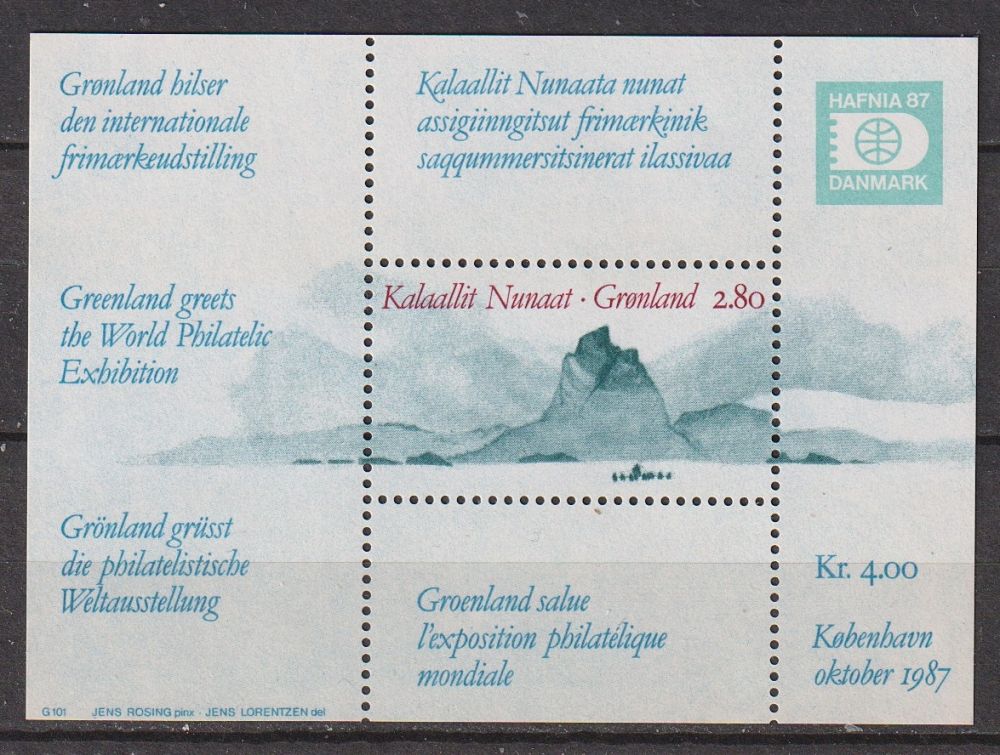 Grønland hilser
den internationale
frimærkeudstilling
Kalaallit Nunaata nunat
assigiinngitsut frimærkinik
saqqummersitsinerat ilassivaa
HAFNIA 87
DANMARK
Greenland greets
the World Philatelic
Exhibition
Kalaallit Nunaat · Grønland 2.80
Grönland grüsst
die philatelistische
Weltausstellung
Groenland salue
l'exposition philatélique
mondiale
Kr. 4.00
København
oktober 1987
G101 JENS ROSING pinx · JENS LORENTZEN del